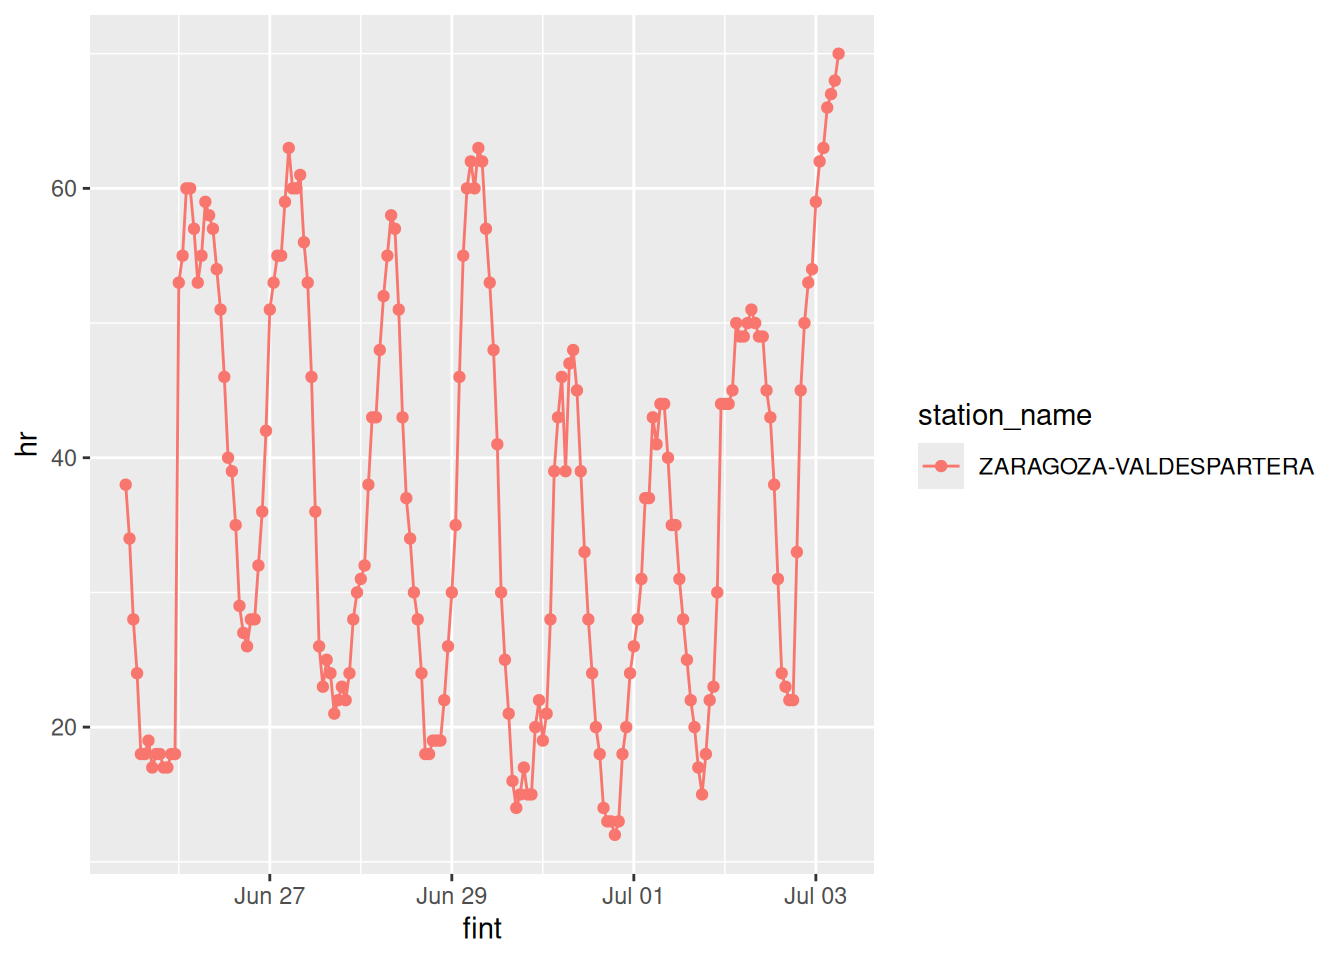 60
40
20
hr
Jun 27
Jun 29
Jul 01
Jul 03
fint
station_name
ZARAGOZA-VALDESPARTERA